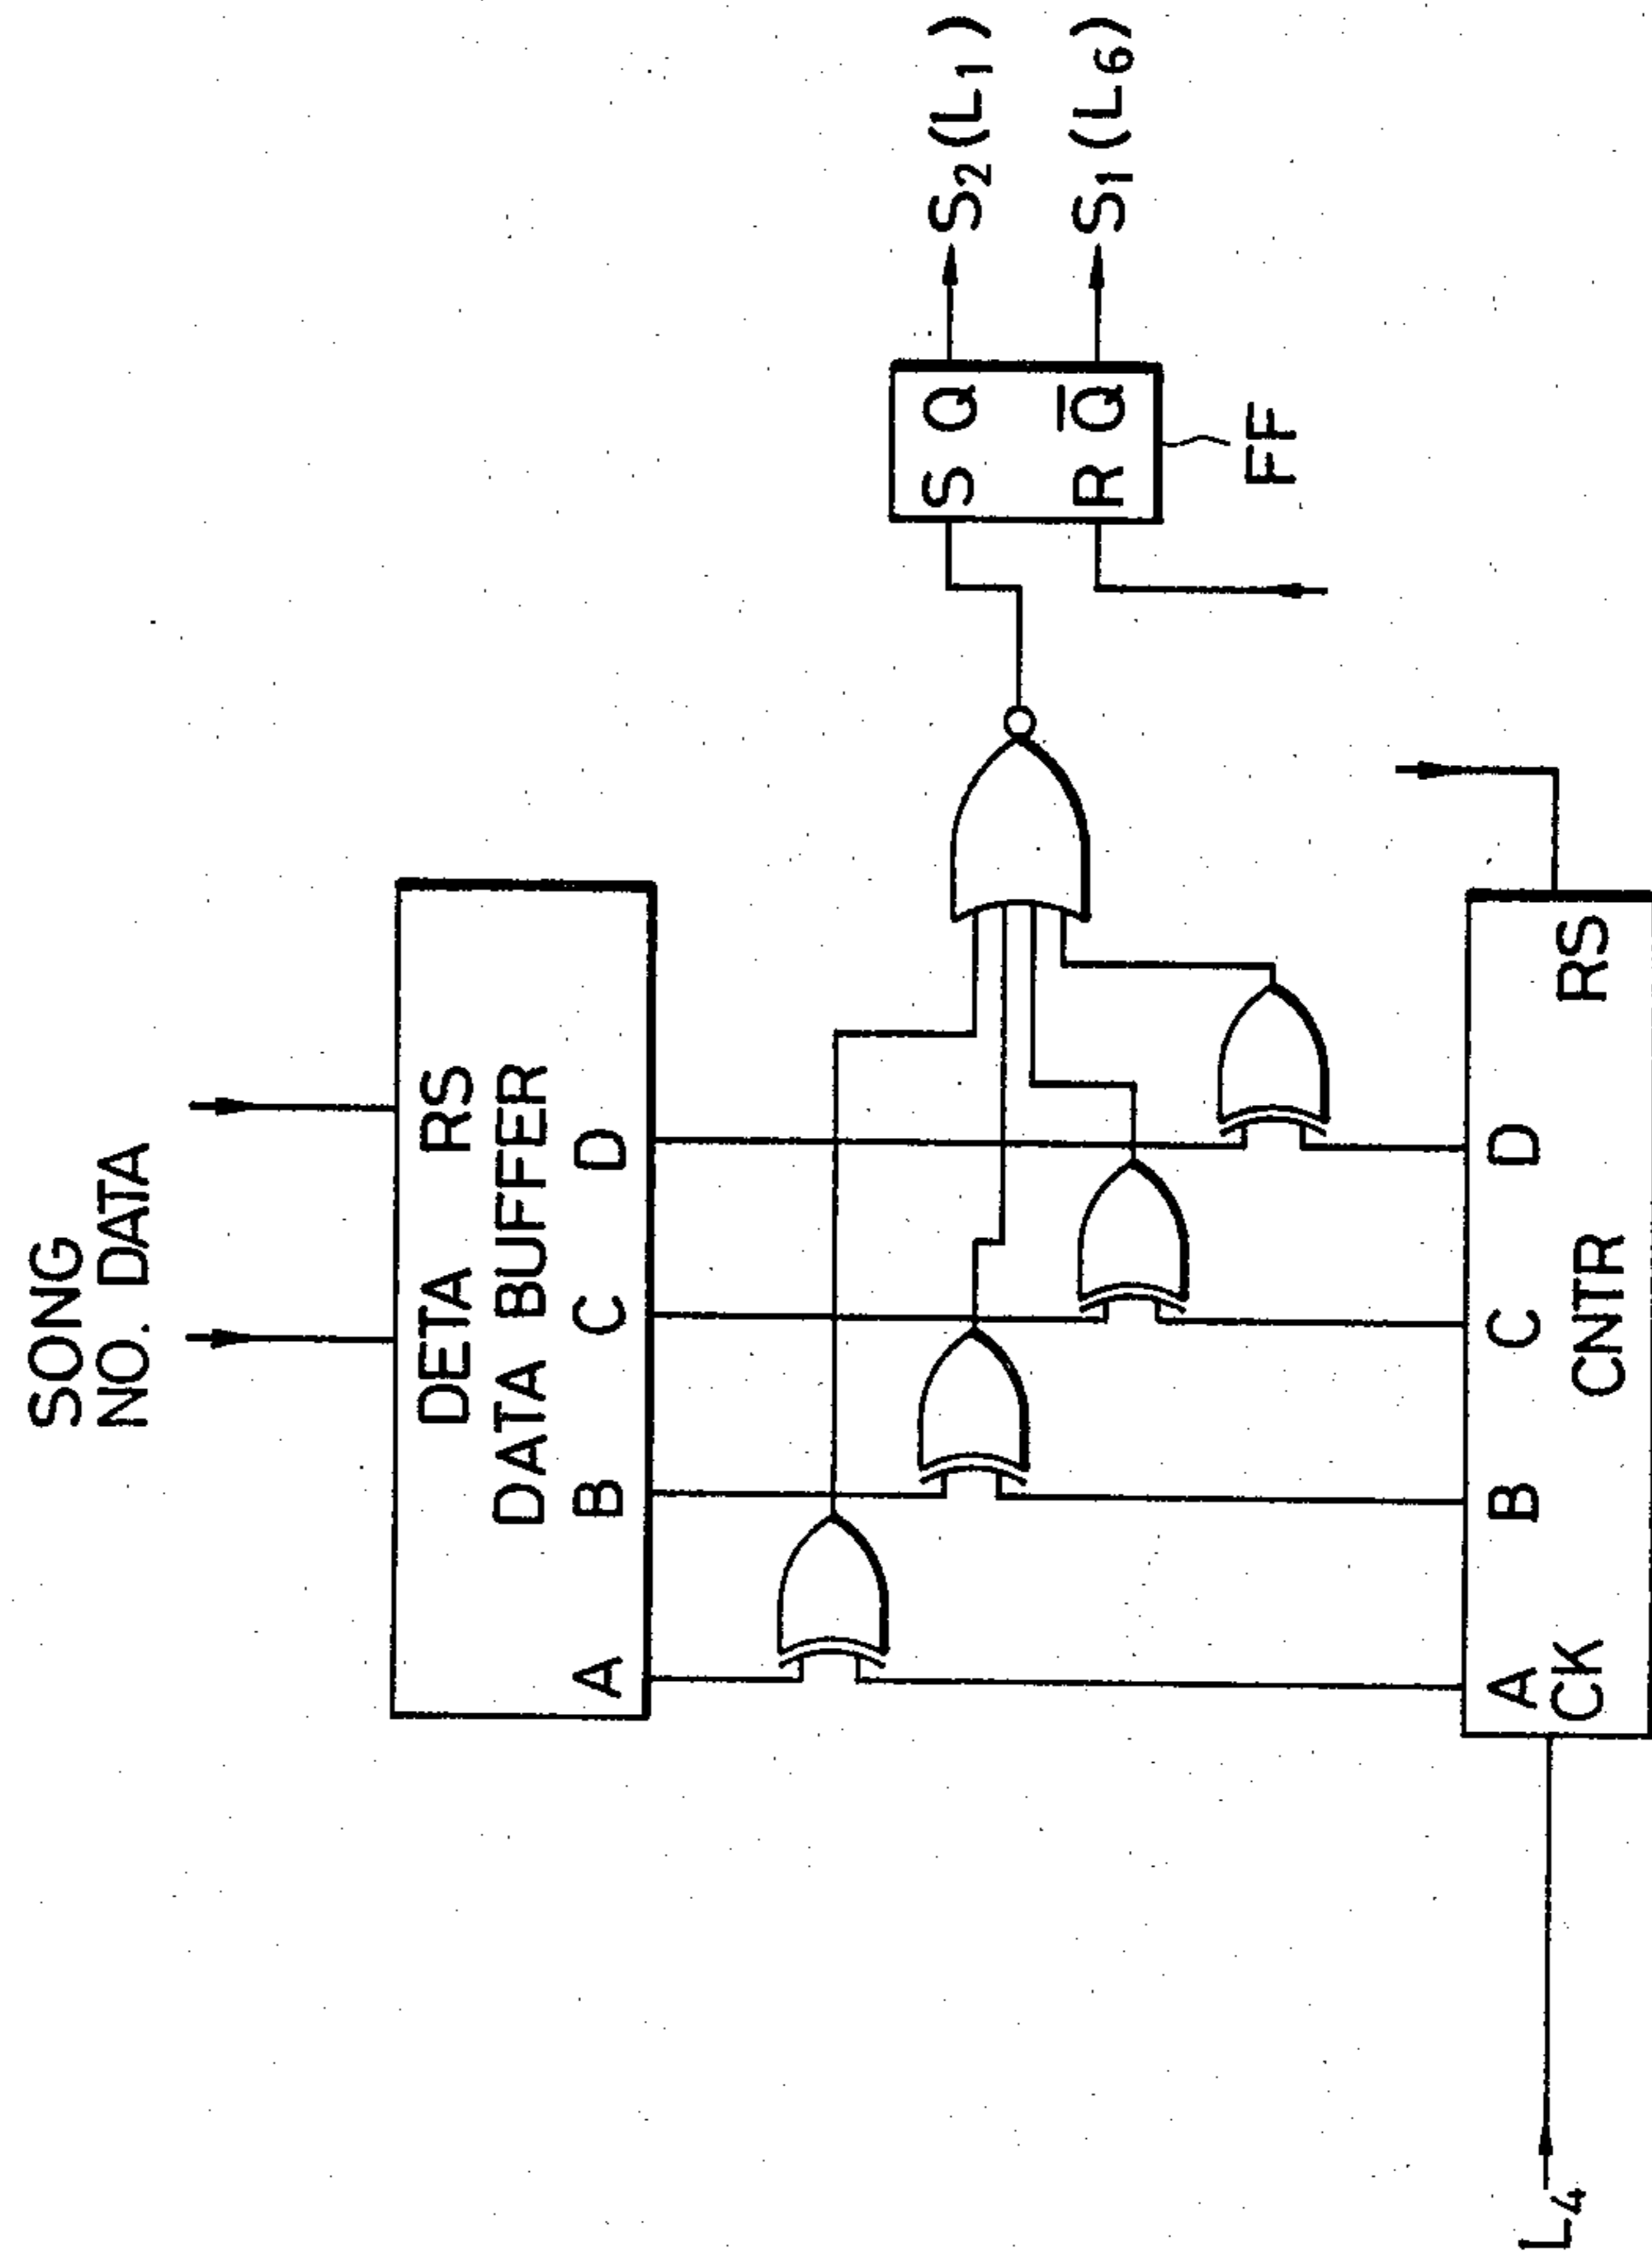 SONG
NO. DATA
DETA RS
DATA BUFFER
A B C D
S Q
R Q̅
FF
S₂ (L₁)
S₁ (L₆)
A B C D
CK CNTR RS
L₄